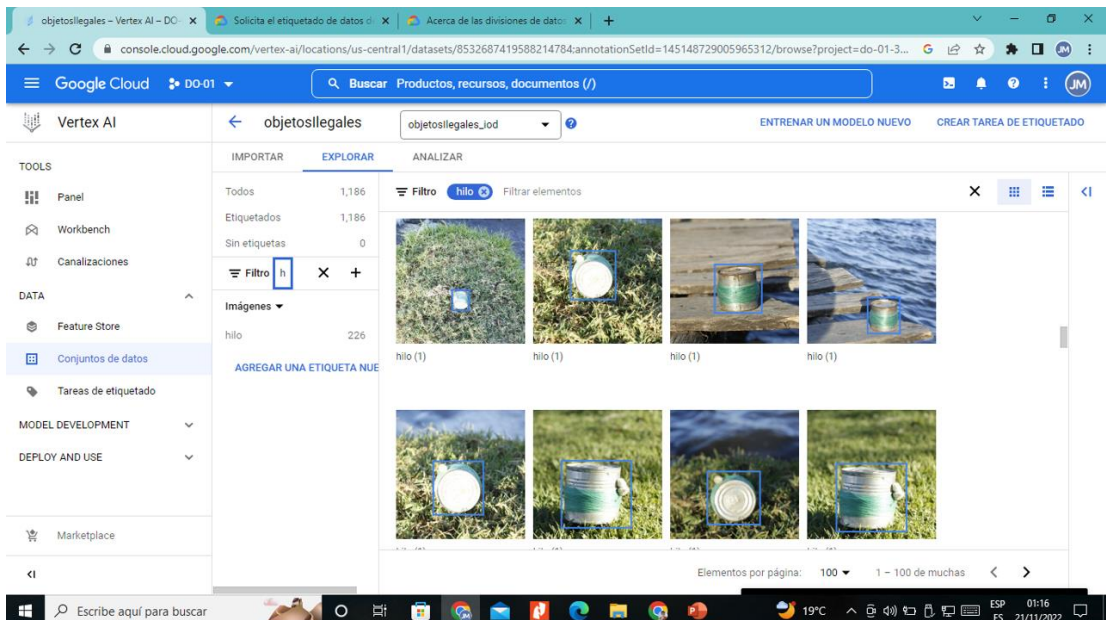 objetosIlegales – Vertex AI – DO-
Solicita el etiquetado de datos d
Acerca de las divisiones de dato
console.cloud.google.com/vertex-ai/locations/us-central1/datasets/8532687419588214784;annotationSetId=145148729005965312/browse?project=do-01-3...
Google Cloud DO-01 Buscar Productos, recursos, documentos (/) JM
Vertex AI objetosIlegales objetosIlegales_iod ENTRENAR UN MODELO NUEVO CREAR TAREA DE ETIQUETADO
TOOLS
Panel
Workbench
Canalizaciones
DATA
Feature Store
Conjuntos de datos
Tareas de etiquetado
MODEL DEVELOPMENT
DEPLOY AND USE
Marketplace
IMPORTAR EXPLORAR ANALIZAR
Todos 1,186
Etiquetados 1,186
Sin etiquetas 0
Filtro h
Imágenes
hilo 226
AGREGAR UNA ETIQUETA NUE
Filtro hilo Filtrar elementos
hilo (1) hilo (1) hilo (1) hilo (1)
Elementos por página: 100 1 – 100 de muchas
Escribe aquí para buscar
19°C
ESP 01:16
ES 21/11/2022